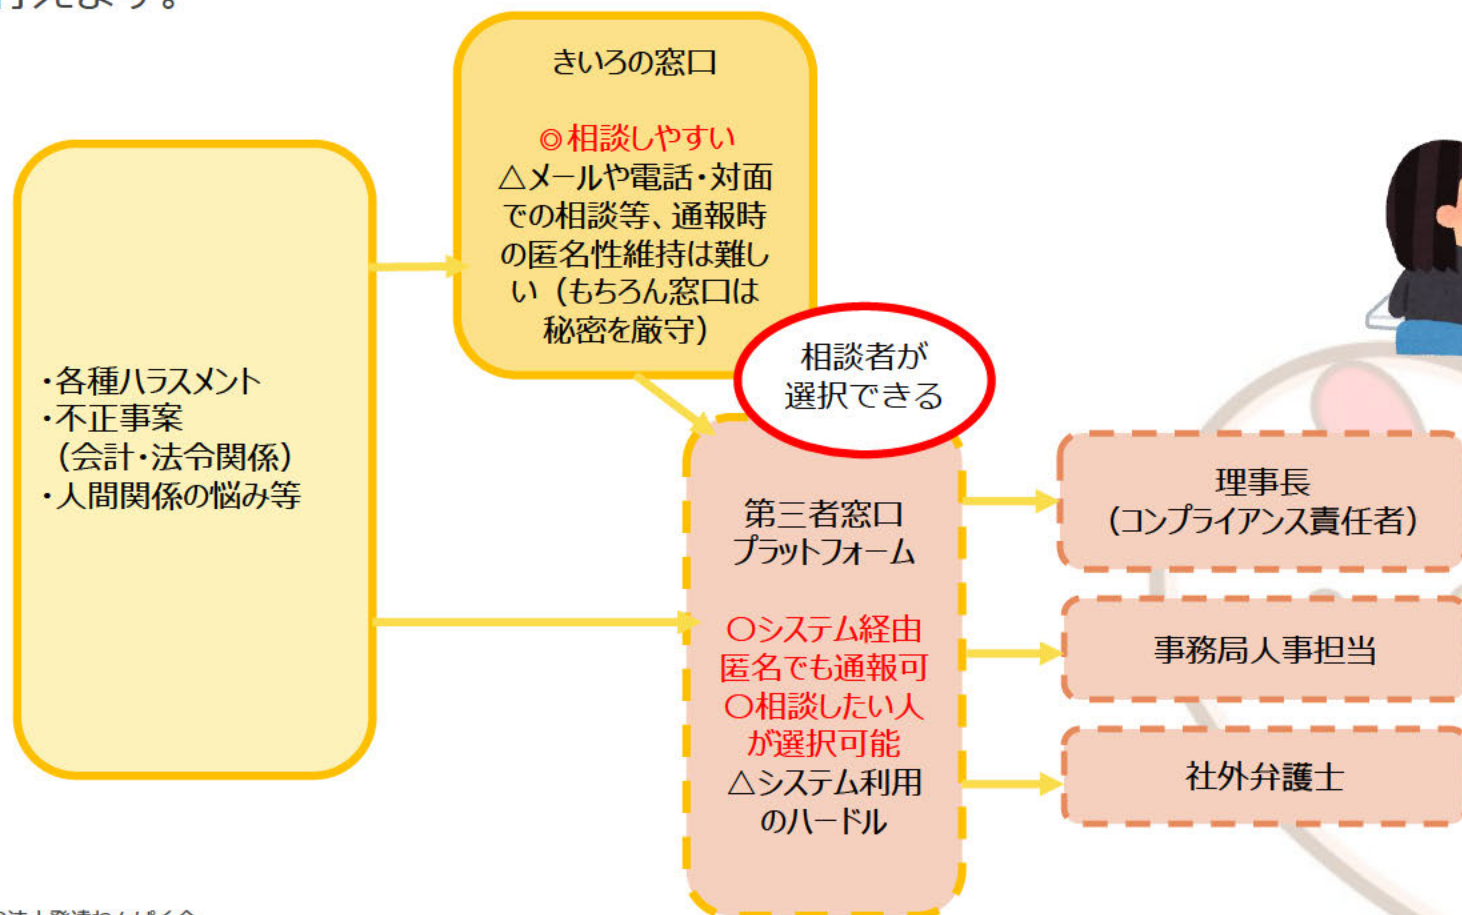 行えます。
きいろの窓口
◎相談しやすい
△メールや電話・対面
での相談等、通報時
の匿名性維持は難し
い（もちろん窓口は
秘密を厳守）
相談者が
選択できる
・各種ハラスメント
・不正事案
（会計・法令関係）
・人間関係の悩み等
第三者窓口
プラットフォーム
〇システム経由
匿名でも通報可
〇相談したい人
が選択可能
△システム利用
のハードル
理事長
（コンプライアンス責任者）
事務局人事担当
社外弁護士